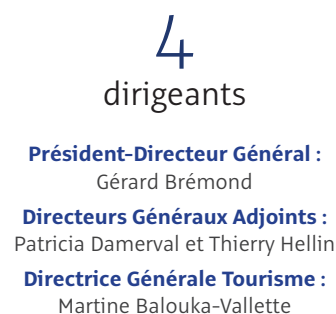 4
dirigeants
Président-Directeur Général :
Gérard Brémond
Directeurs Généraux Adjoints :
Patricia Damerval et Thierry Hellin
Directrice Générale Tourisme :
Martine Balouka-Vallette